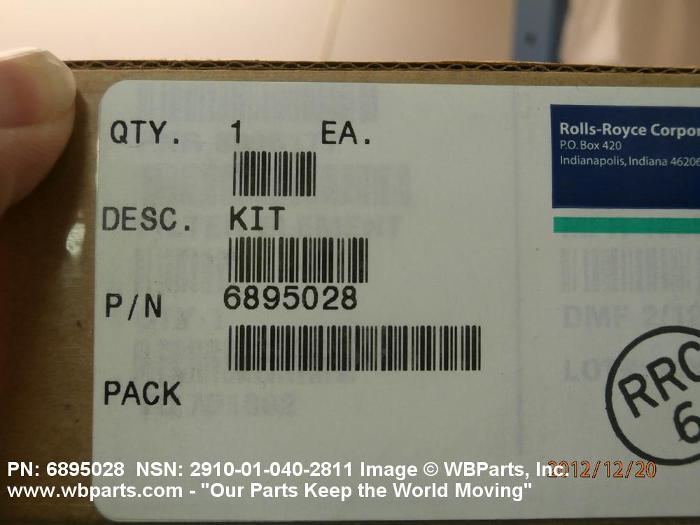 QTY. 1 EA.
Rolls-Royce Corpor
P.O. Box 420
Indianapolis, Indiana 46206
DESC. KIT
P/N 6895028
PACK
RRC
6
PN: 6895028 NSN: 2910-01-040-2811 Image © WBParts, Inc.
2012/12/20
www.wbparts.com - "Our Parts Keep the World Moving"